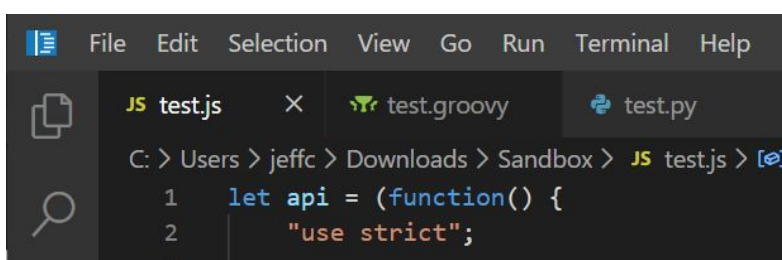 File Edit Selection View Go Run Terminal Help
JS test.js × test.groovy test.py
C: > Users > jeffc > Downloads > Sandbox > JS test.js >
1 let api = (function() {
2 "use strict";